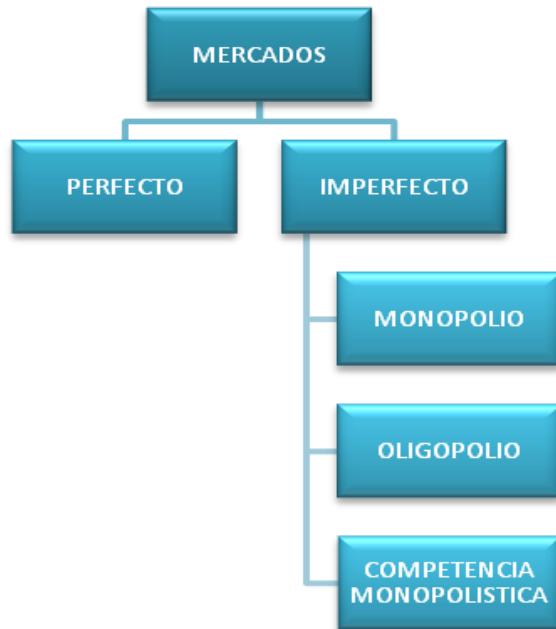 MERCADOS
PERFECTO
IMPERFECTO
MONOPOLIO
OLIGOPOLIO
COMPETENCIA
MONOPOLISTICA